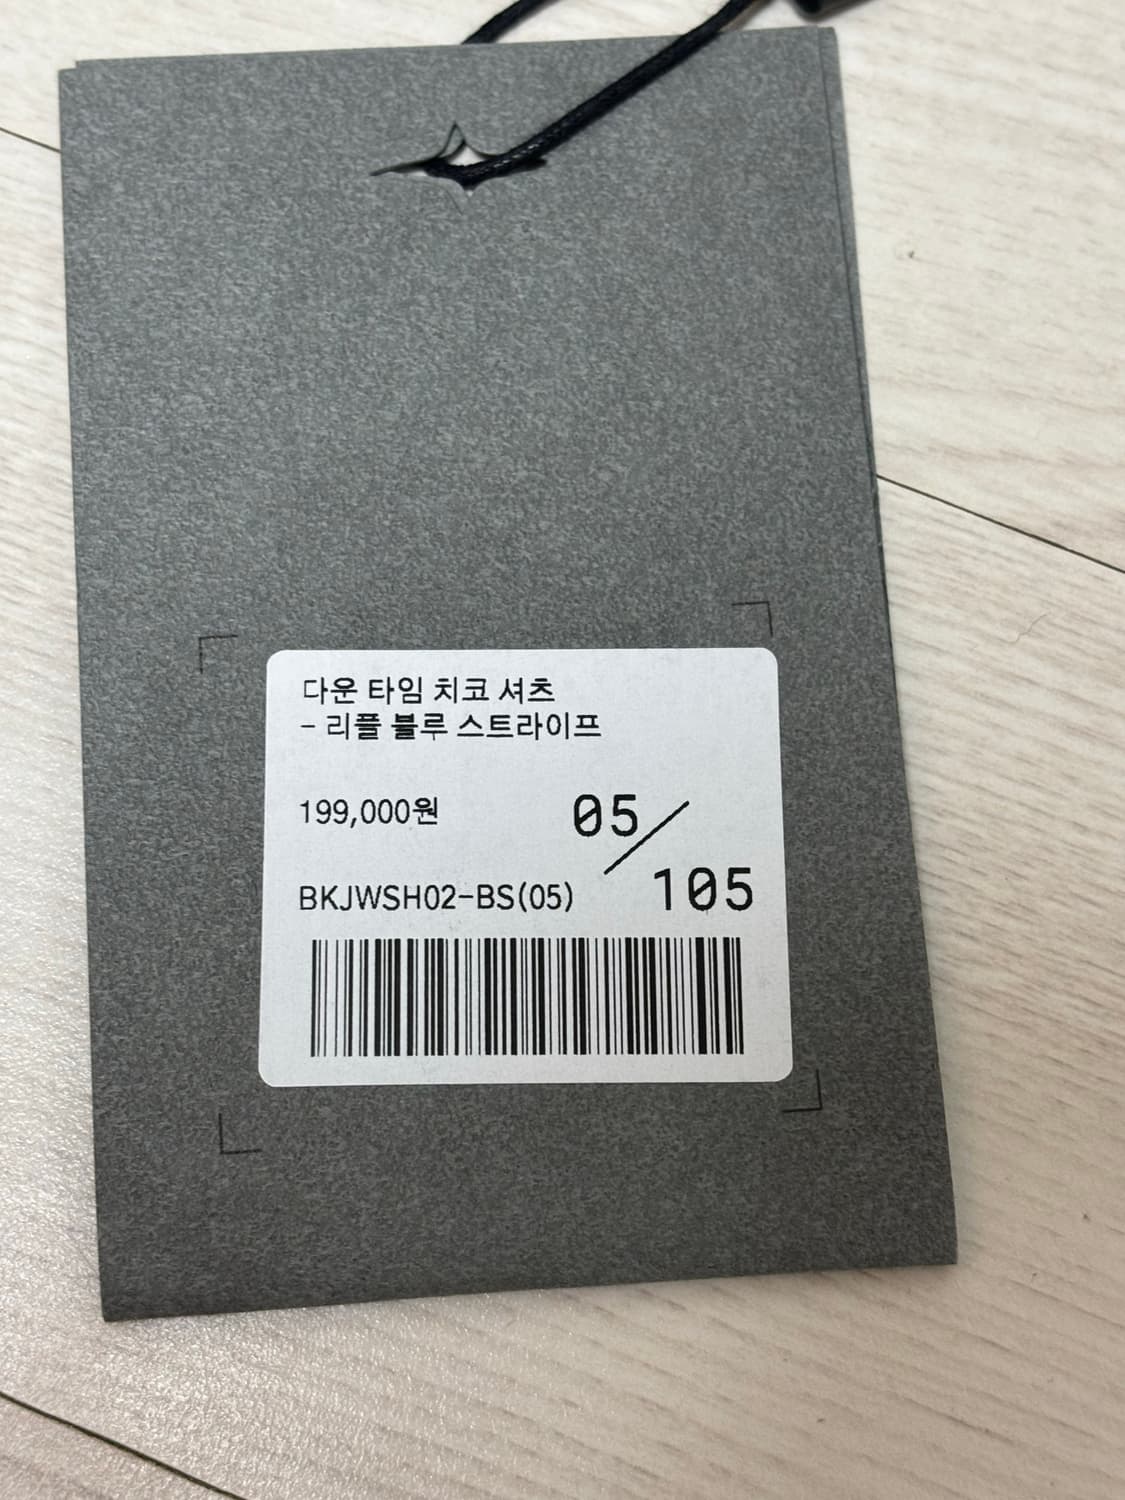 다운 타임 치코 셔츠
- 리플 블루 스트라이프
199,000원
05/
105
BKJWSH02-BS(05)